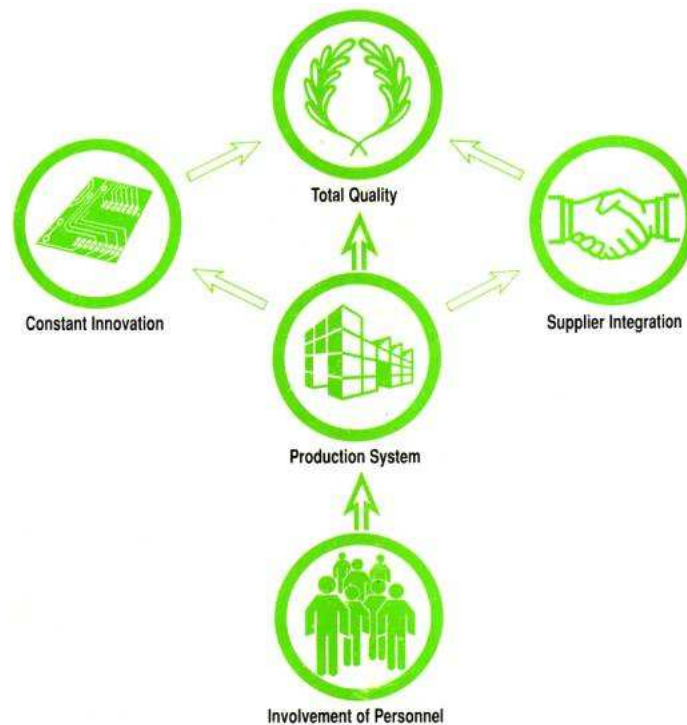 Total Quality
Constant Innovation
Supplier Integration
Production System
Involvement of Personnel